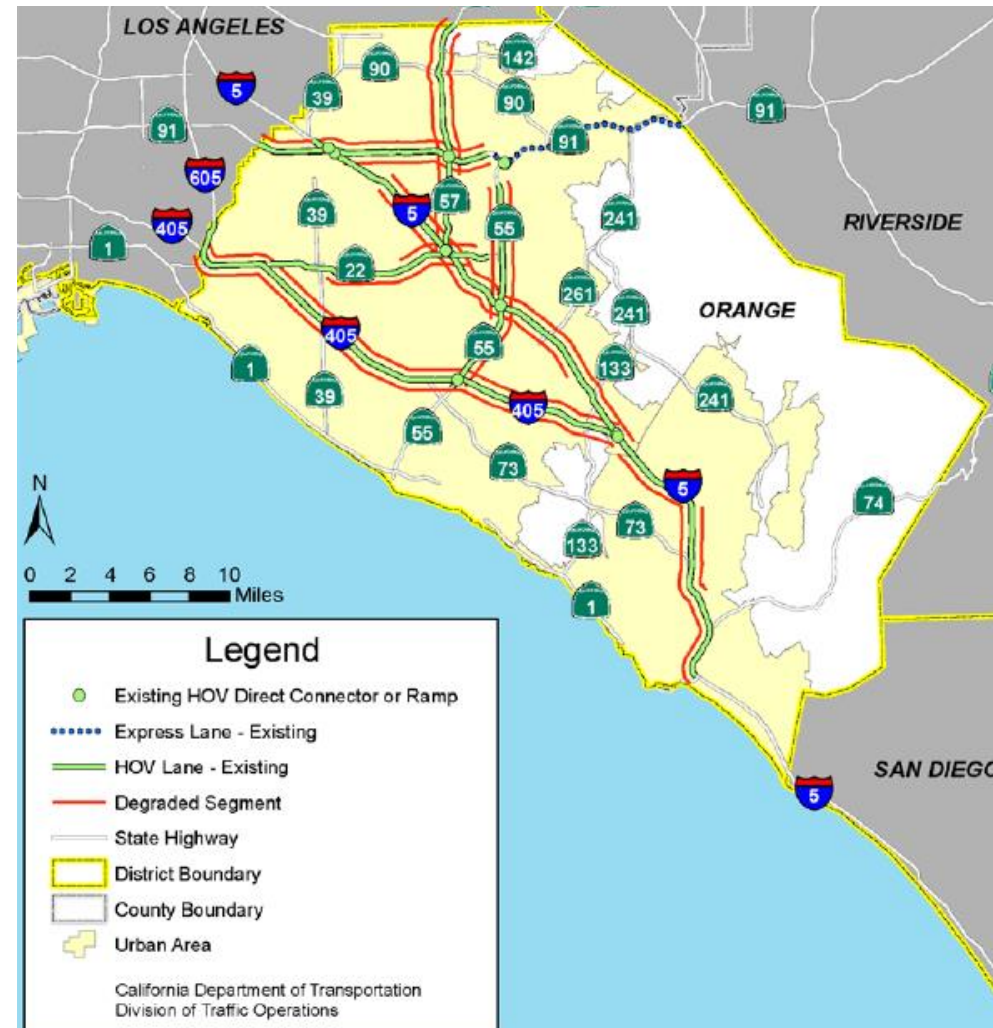 LOS ANGELES
142
90
5
39
90
91
91
91
605
57
39
5
55
241
405
1
RIVERSIDE
22
261
241
ORANGE
405
55
1
133
39
405
241
55
73
5
74
N
73
133
0 2 4 6 8 10
Miles
1
Legend
Existing HOV Direct Connector or Ramp
Express Lane - Existing
HOV Lane - Existing
SAN DIEGO
5
Degraded Segment
State Highway
District Boundary
County Boundary
Urban Area
California Department of Transportation
Division of Traffic Operations